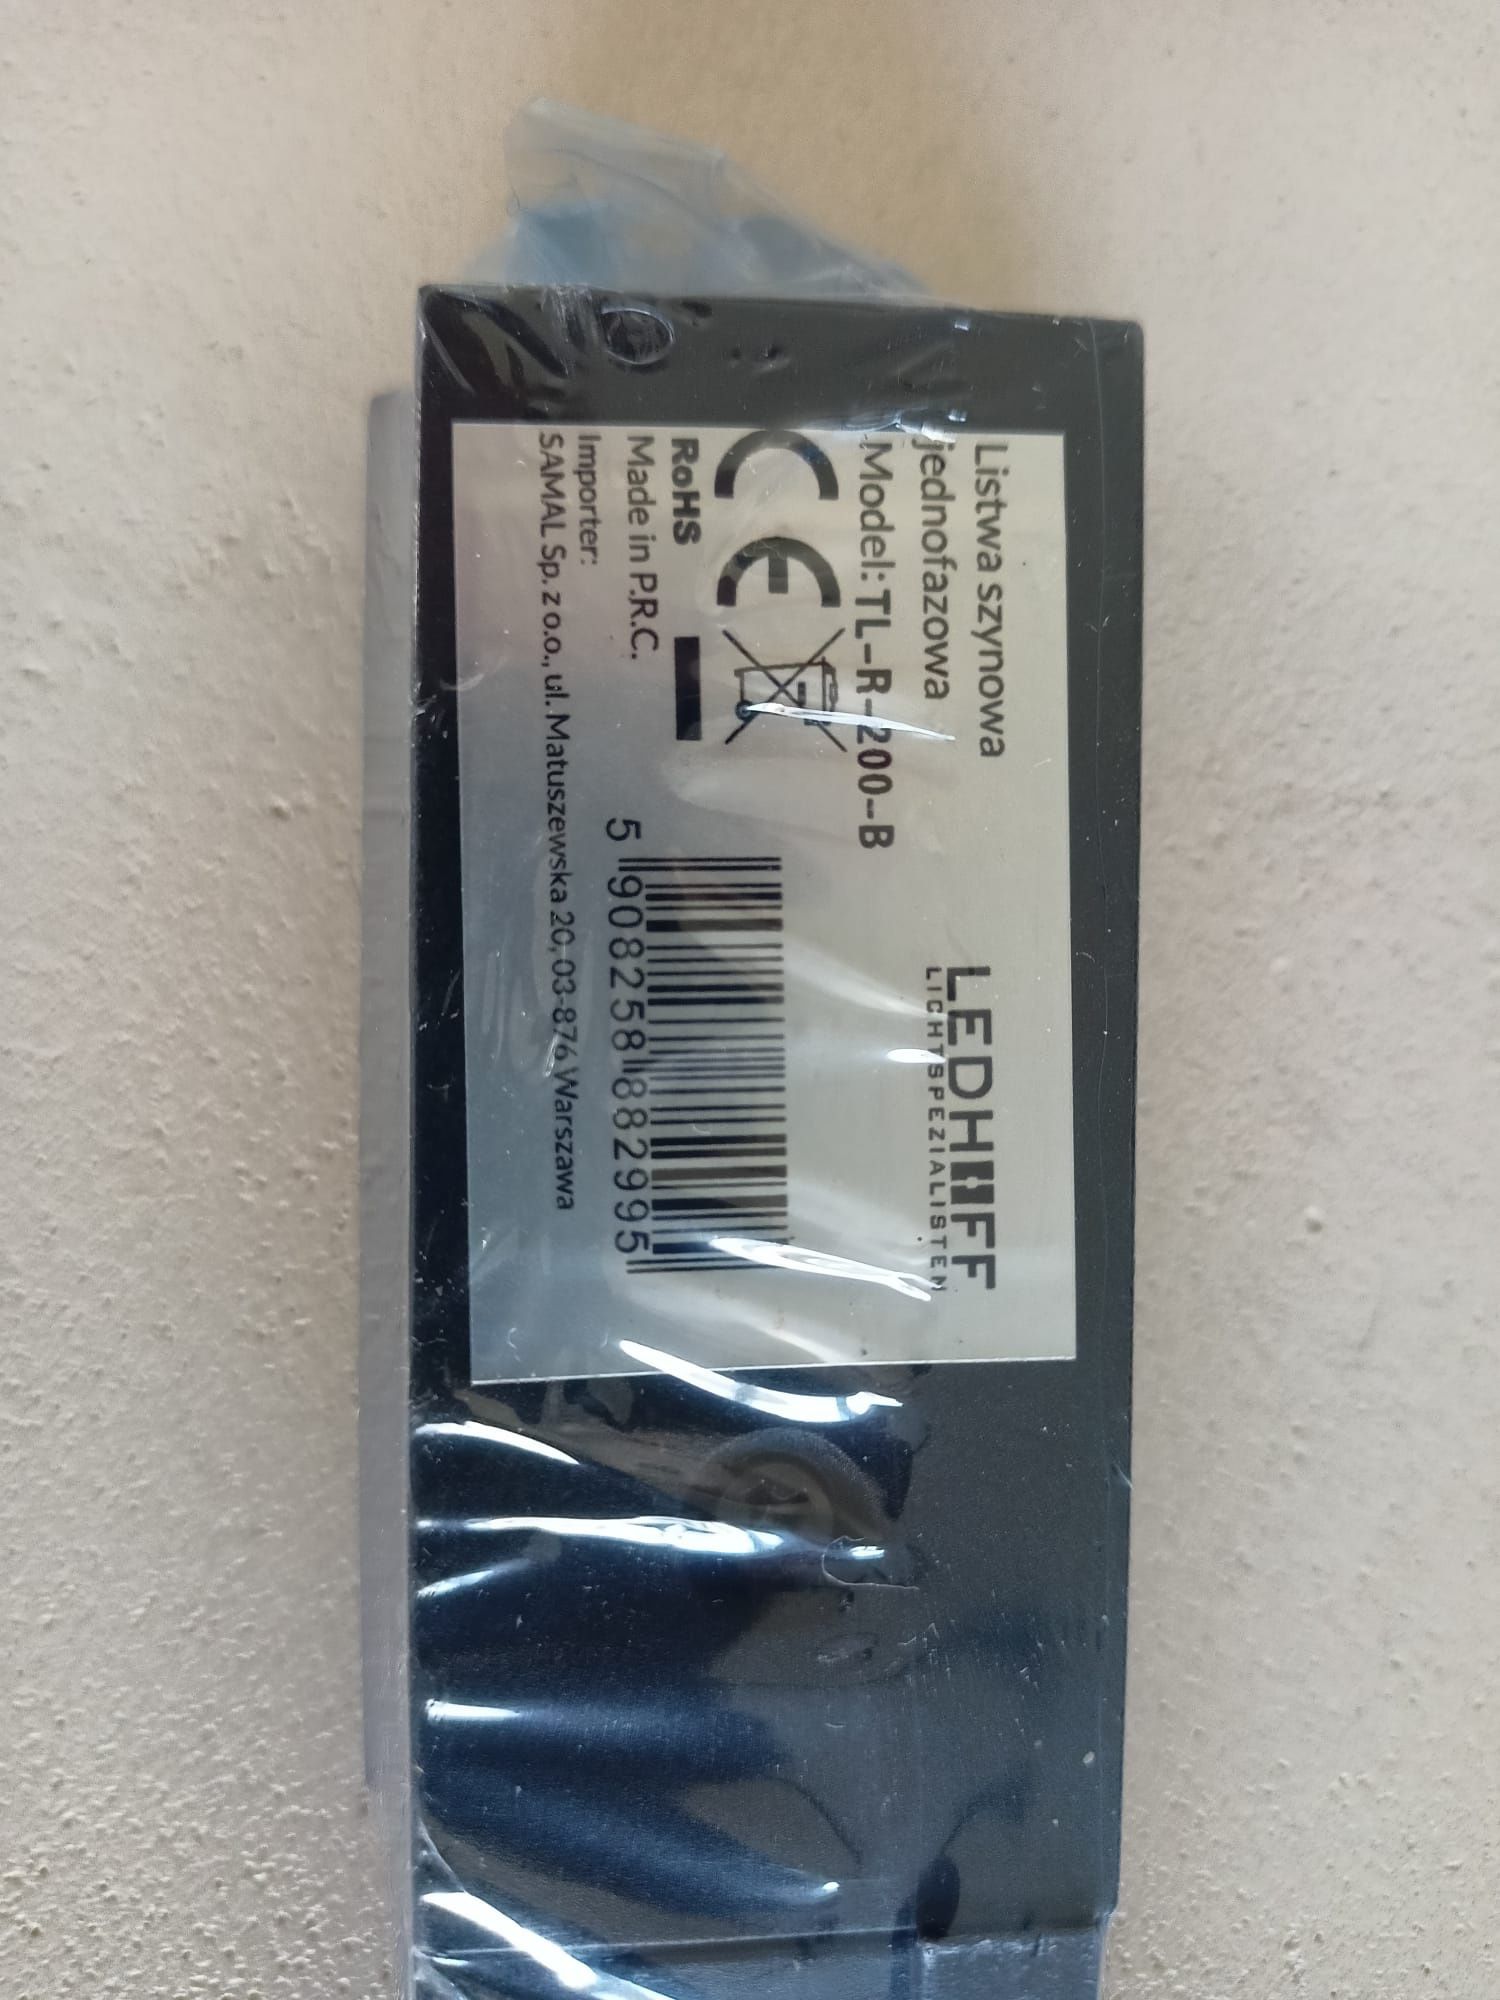 Listwa szynowa
jednofazowa
Model: TL-R-200-B
LEDHOFF
LICHTSPEZIALISTEN
CE
RoHS
Made in P.R.C.
5 908258 882995
Importer:
SAMAL Sp. z o.o., ul. Matuszewska 20, 03-876 Warszawa